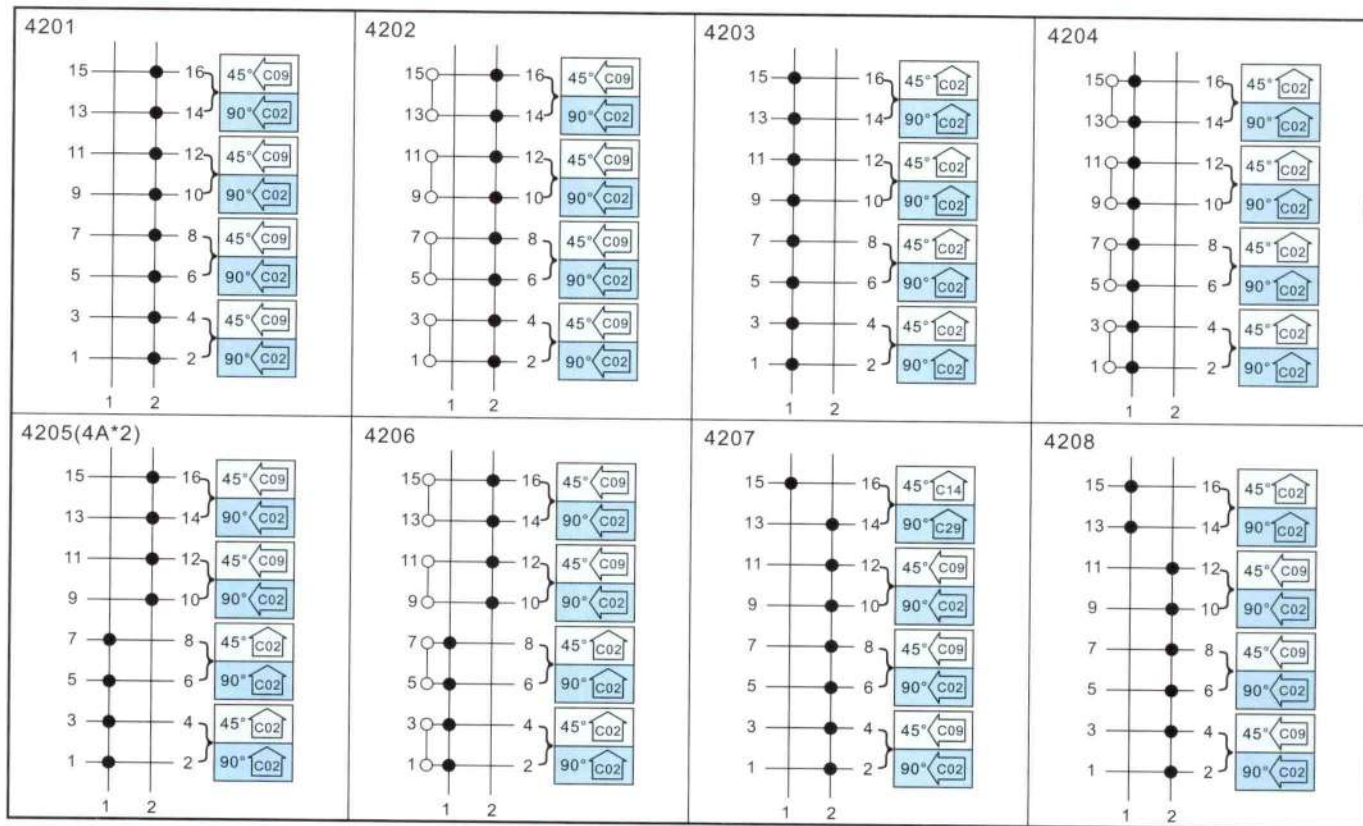 4201
15 16 45° C09
13 14 90° C02
11 12 45° C09
9 10 90° C02
7 8 45° C09
5 6 90° C02
3 4 45° C09
1 2 90° C02
1 2
4202
15 16 45° C09
13 14 90° C02
11 12 45° C09
9 10 90° C02
7 8 45° C09
5 6 90° C02
3 4 45° C09
1 2 90° C02
1 2
4203
15 16 45° C02
13 14 90° C02
11 12 45° C02
9 10 90° C02
7 8 45° C02
5 6 90° C02
3 4 45° C02
1 2 90° C02
1 2
4204
15 16 45° C02
13 14 90° C02
11 12 45° C02
9 10 90° C02
7 8 45° C02
5 6 90° C02
3 4 45° C02
1 2 90° C02
1 2
4205(4A*2)
15 16 45° C09
13 14 90° C02
11 12 45° C09
9 10 90° C02
7 8 45° C02
5 6 90° C02
3 4 45° C02
1 2 90° C02
1 2
4206
15 16 45° C09
13 14 90° C02
11 12 45° C09
9 10 90° C02
7 8 45° C02
5 6 90° C02
3 4 45° C02
1 2 90° C02
1 2
4207
15 16 45° C14
13 14 90° C29
11 12 45° C09
9 10 90° C02
7 8 45° C09
5 6 90° C02
3 4 45° C09
1 2 90° C02
1 2
4208
15 16 45° C02
13 14 90° C02
11 12 45° C09
9 10 90° C02
7 8 45° C09
5 6 90° C02
3 4 45° C09
1 2 90° C02
1 2